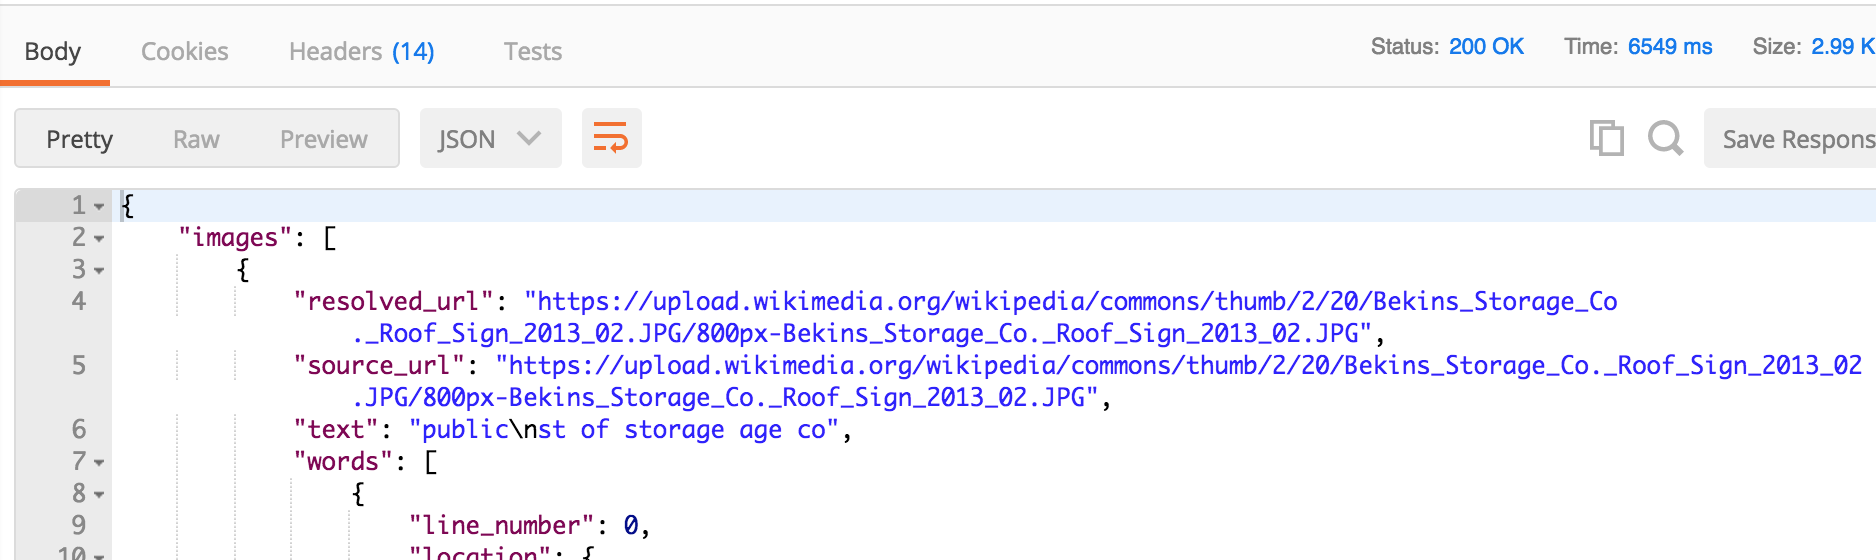 Body Cookies Headers (14) Tests Status: 200 OK Time: 6549 ms Size: 2.99 K
Pretty Raw Preview JSON Save Respons
1 {
2 "images": [
3 {
4 "resolved_url": "https://upload.wikimedia.org/wikipedia/commons/thumb/2/20/Bekins_Storage_Co
._Roof_Sign_2013_02.JPG/800px-Bekins_Storage_Co._Roof_Sign_2013_02.JPG",
5 "source_url": "https://upload.wikimedia.org/wikipedia/commons/thumb/2/20/Bekins_Storage_Co._Roof_Sign_2013_02
.JPG/800px-Bekins_Storage_Co._Roof_Sign_2013_02.JPG",
6 "text": "public\nst of storage age co",
7 "words": [
8 {
9 "line_number": 0,
10 "location": {